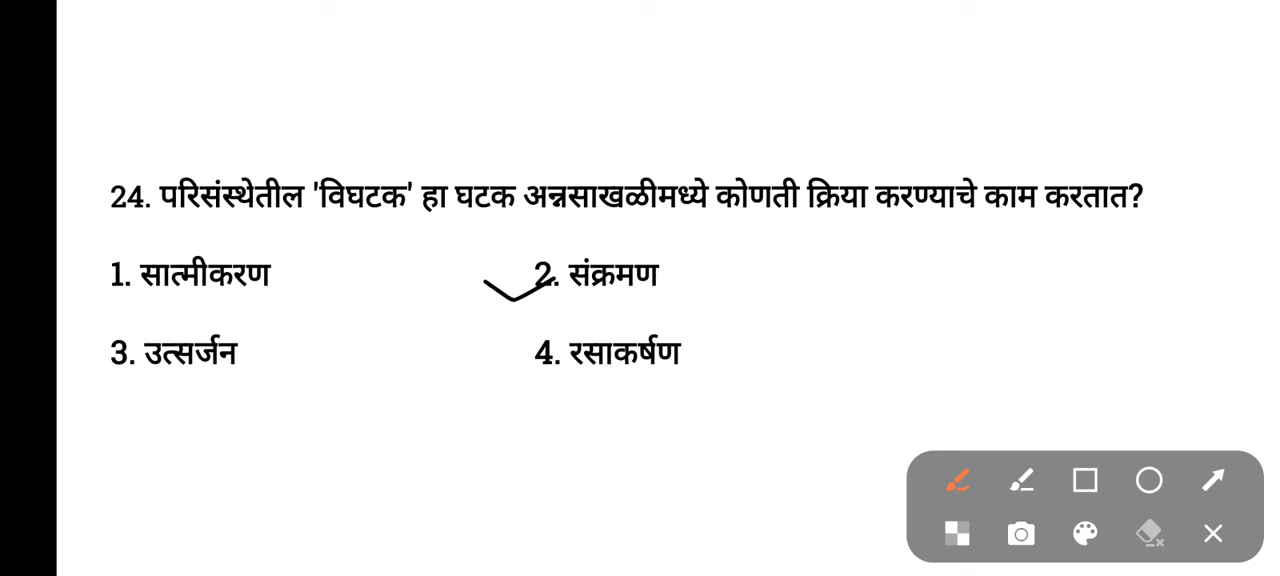 24. परिसंस्थेतील 'विघटक' हा घटक अन्नसाखळीमध्ये कोणती क्रिया करण्याचे काम करतात?
1. सात्मीकरण 2. संक्रमण
3. उत्सर्जन 4. रसाकर्षण